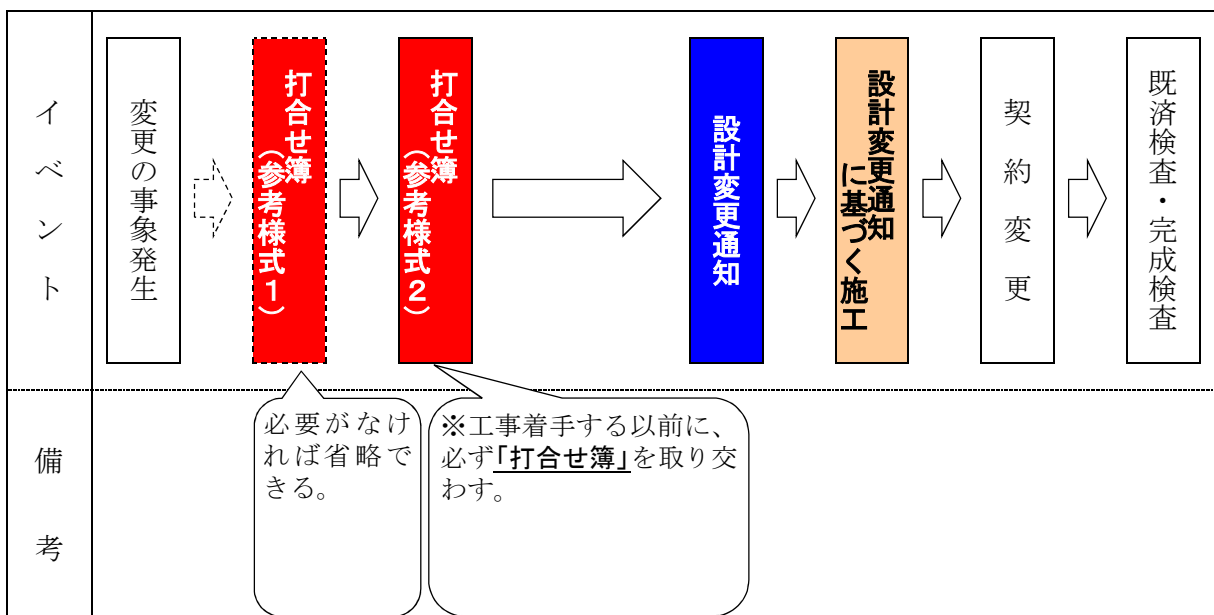 イベント
変更の事象発生
打合せ簿
（参考様式１）
打合せ簿
（参考様式２）
設計変更通知
設計変更通知
に基づく施工
契約変更
既済検査・完成検査
備考
必要がなけ
れば省略で
きる。
※工事着手する以前に、
必ず「打合せ簿」を取り交
わす。